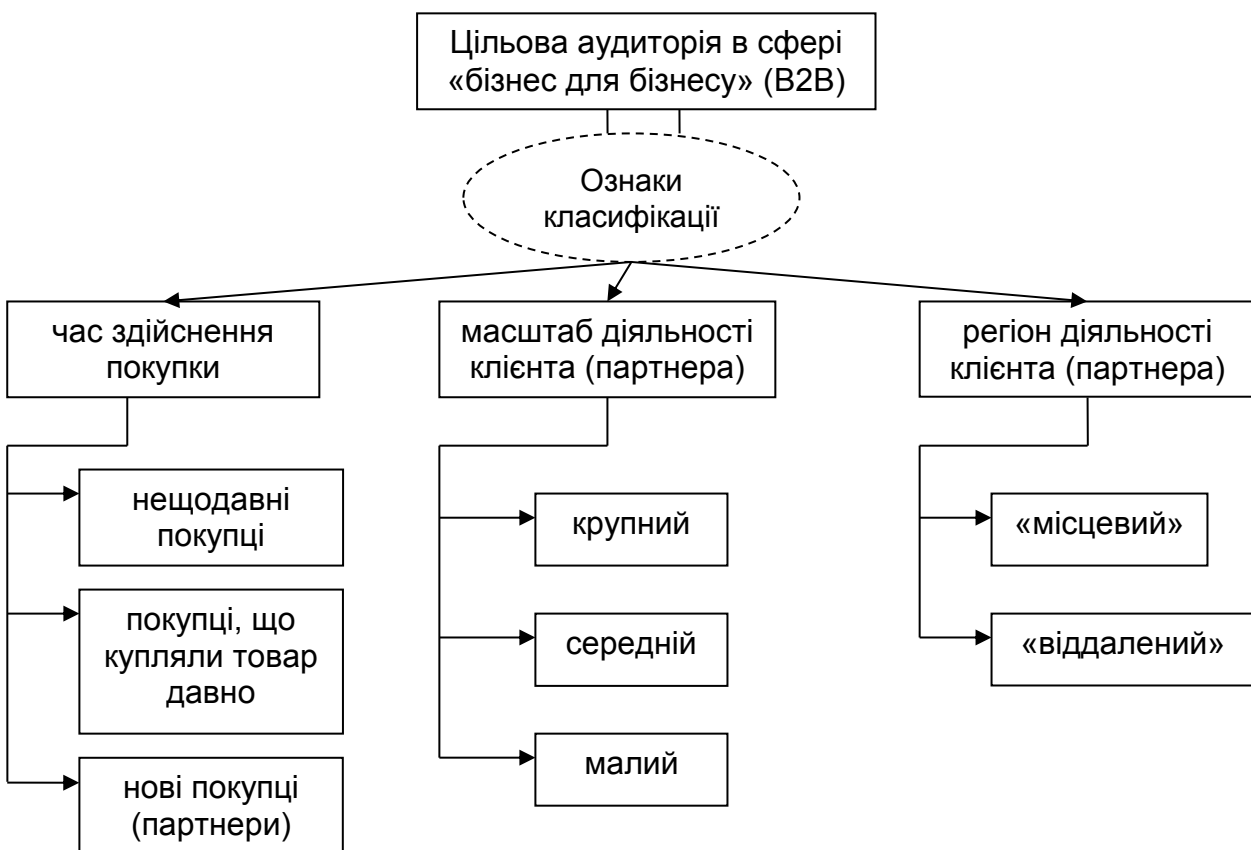 Цільова аудиторія в сфері
«бізнес для бізнесу» (В2В)
Ознаки
класифікації
час здійснення
покупки
масштаб діяльності
клієнта (партнера)
регіон діяльності
клієнта (партнера)
нещодавні
покупці
покупці, що
купляли товар
давно
нові покупці
(партнери)
крупний
середній
малий
«місцевий»
«віддалений»